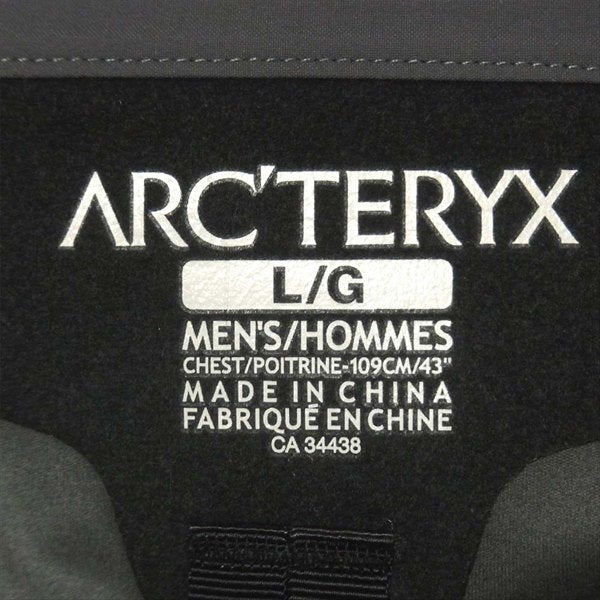 ARC'TERYX
L/G
MEN'S/HOMMES
CHEST/POITRINE-109CM/43"
MADE IN CHINA
FABRIQUÉ EN CHINE
CA 34438